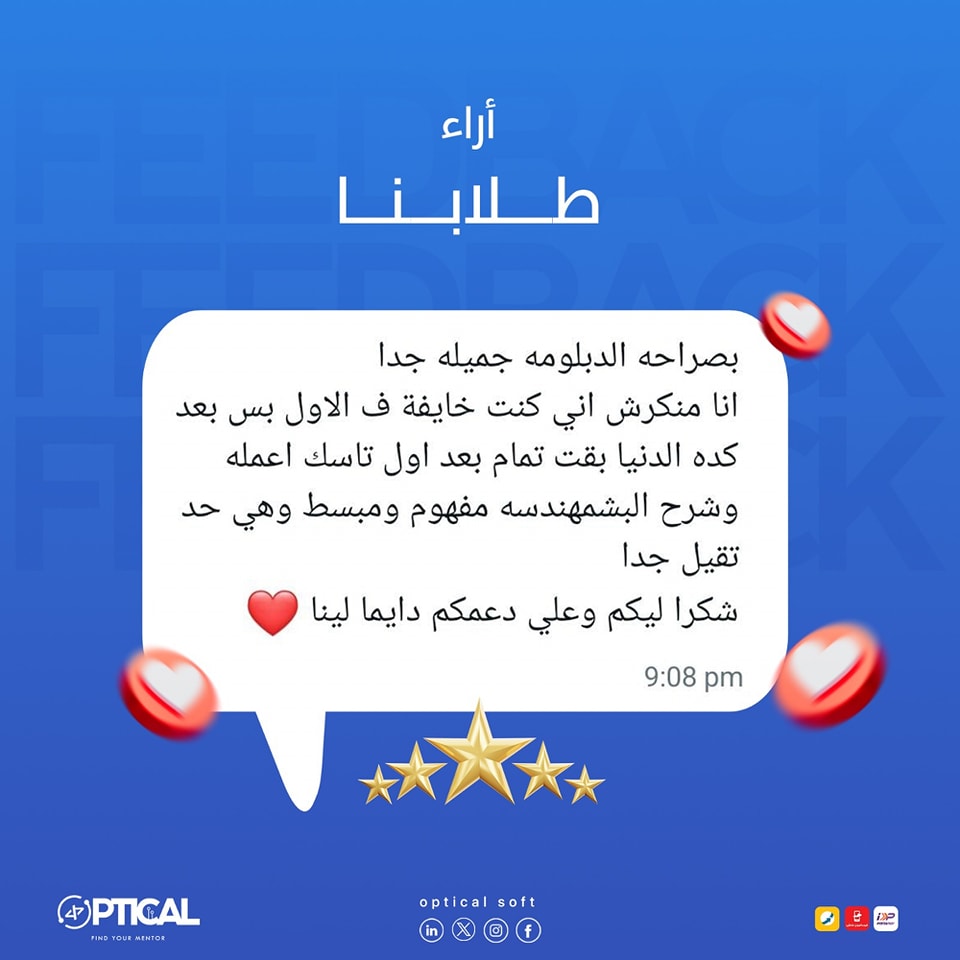 أراء
طلابنا
بصراحه الدبلومه جميله جدا
انا منكرش اني كنت خايفة ف الاول بس بعد
كده الدنيا بقت تمام بعد اول تاسك اعمله
وشرح البشمهندسه مفهوم ومبسط وهي حد
تقيل جدا
شكرا ليكم وعلي دعمكم دايما لينا ❤️
9:08 pm
FEEDBACK
FEEDBACK
OPTICAL
FIND YOUR MENTOR
optical soft